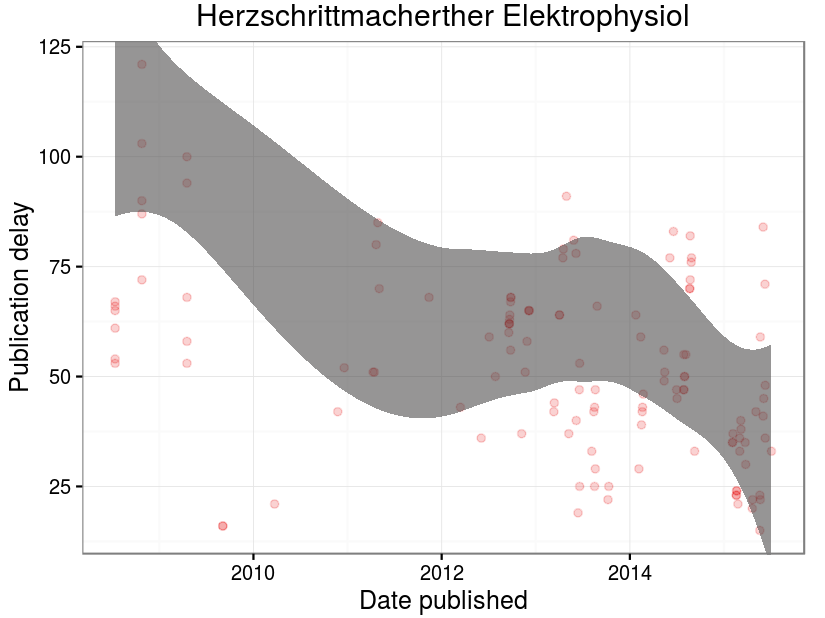 Herzschrittmacherther Elektrophysiol
125
100
75
50
25
Publication delay
2010 2012 2014
Date published